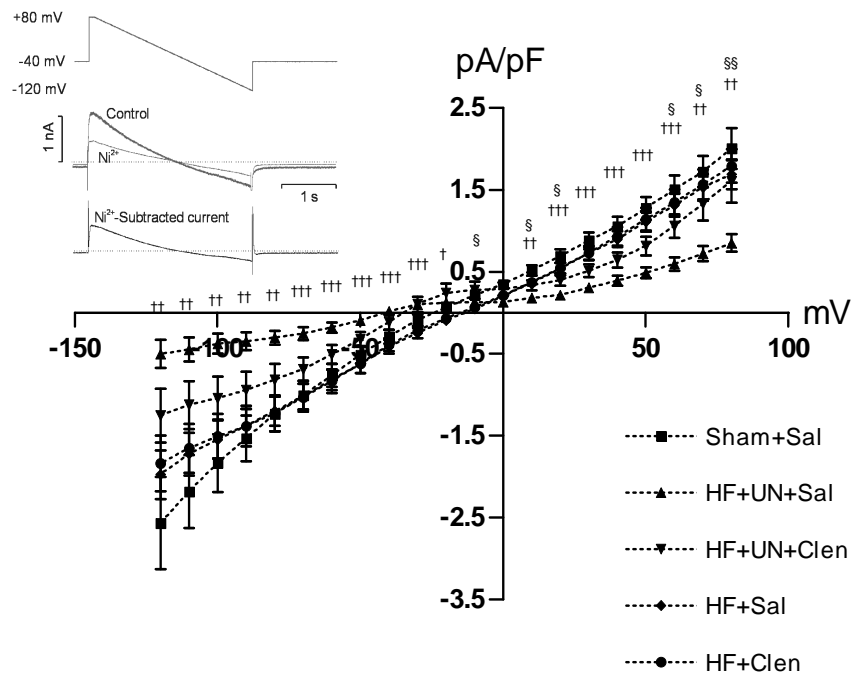 +80 mV
-40 mV
-120 mV
Control
1 nA
Ni²⁺
1 s
Ni²⁺-Subtracted current
pA/pF
§§
††
§
††
§
†††
†††
†††
†††
§
†††
§
††
§
†
†††
†††
†††
†††
††
††
††
††
††
2.5
1.5
0.5
-0.5
-1.5
-2.5
-3.5
-150
-100
50
100
mV
Sham+Sal
HF+UN+Sal
HF+UN+Clen
HF+Sal
HF+Clen